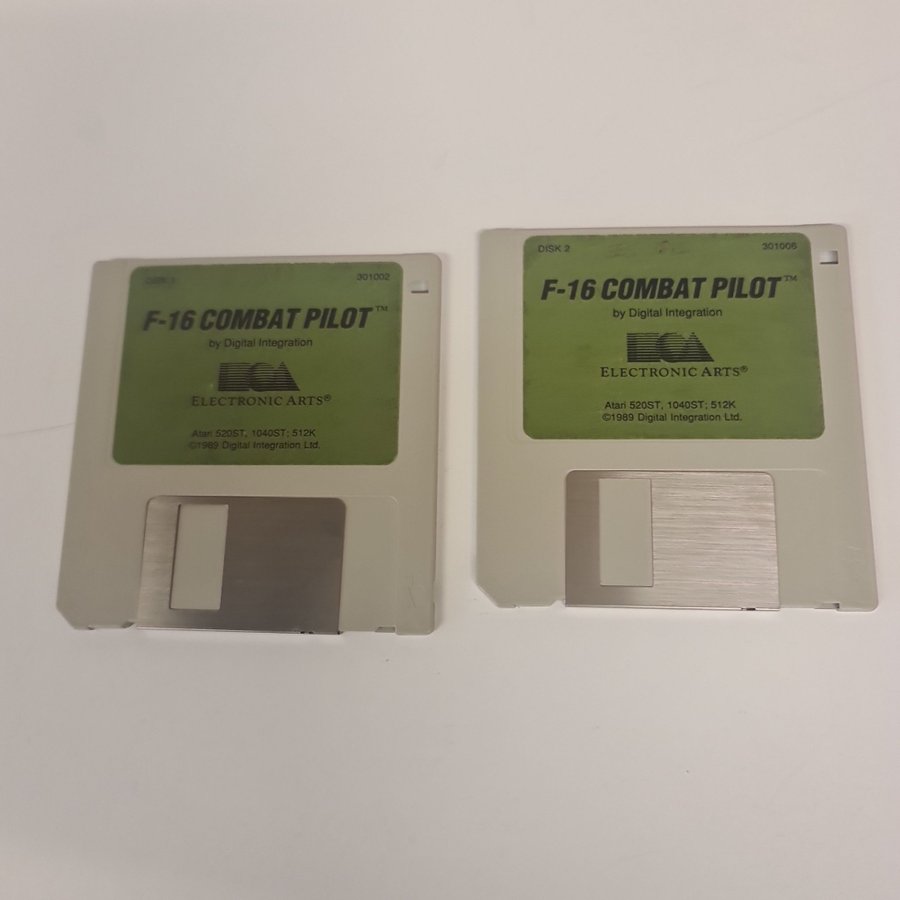 DISK 1
301002
F-16 COMBAT PILOT™
by Digital Integration
ELECTRONIC ARTS®
Atari 520ST, 1040ST; 512K
©1989 Digital Integration Ltd.
DISK 2
301006
F-16 COMBAT PILOT™
by Digital Integration
ELECTRONIC ARTS®
Atari 520ST, 1040ST; 512K
©1989 Digital Integration Ltd.